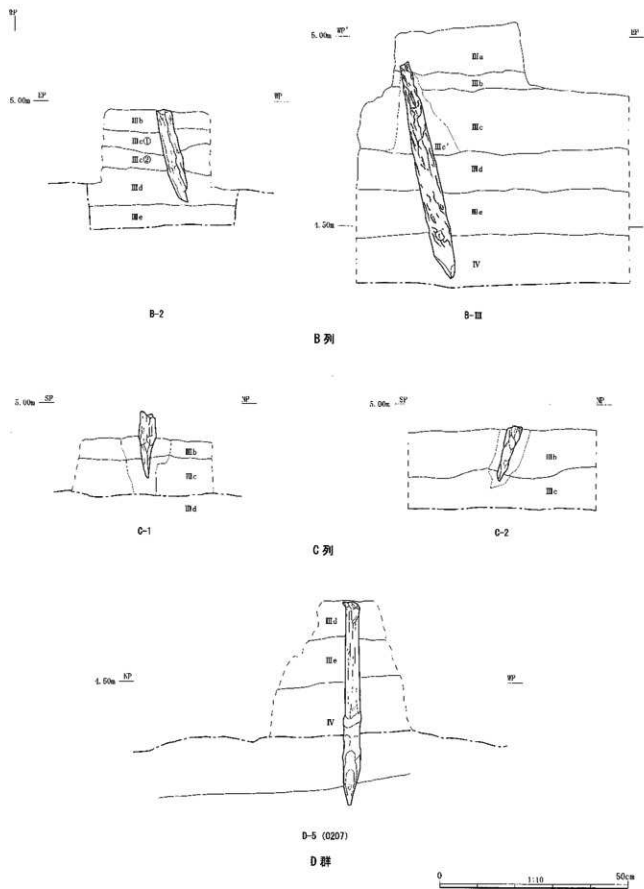 5.00m WP' EP
5.00m EP WP
Ⅲa
Ⅲb
Ⅲb
Ⅲc①
Ⅲc②
Ⅲd
Ⅲe
Ⅲc
Ⅲc'
Ⅲd
Ⅲe
4.50m
Ⅳ
B-2
B-Ⅲ
B列
5.00m SP NP
5.00m SP NP
Ⅲb
Ⅲc
Ⅲd
Ⅲb
Ⅲc
C-1
C-2
C列
Ⅲd
Ⅲe
4.50m WP
Ⅳ
D-5 (0207)
D群
0 1:10 50cm